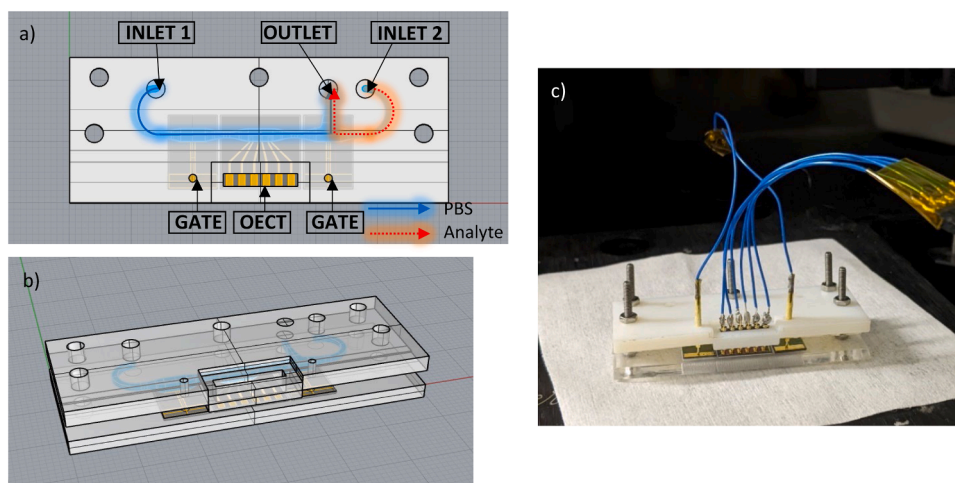 a)
INLET 1
OUTLET
INLET 2
GATE
OECT
GATE
PBS
Analyte
b)
c)